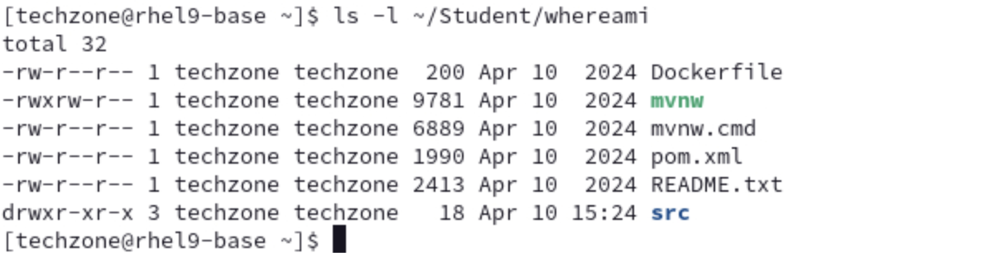 [techzone@rhel9-base ~]$ ls -l ~/Student/whereami
total 32
-rw-r--r-- 1 techzone techzone  200 Apr 10  2024 Dockerfile
-rwxrw-r-- 1 techzone techzone 9781 Apr 10  2024 mvnw
-rw-r--r-- 1 techzone techzone 6889 Apr 10  2024 mvnw.cmd
-rw-r--r-- 1 techzone techzone 1990 Apr 10  2024 pom.xml
-rw-r--r-- 1 techzone techzone 2413 Apr 10  2024 README.txt
drwxr-xr-x 3 techzone techzone   18 Apr 10 15:24 src
[techzone@rhel9-base ~]$